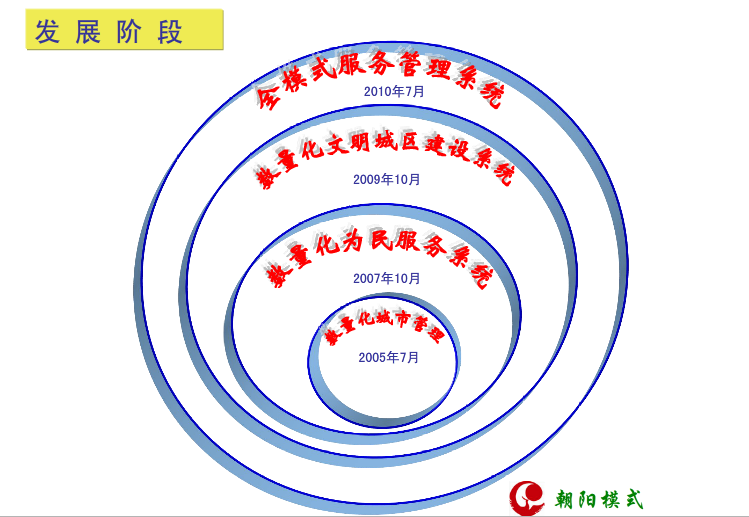 发展阶段
全模式服务管理系统
2010年7月
数量化文明城区建设系统
2009年10月
数量化为民服务系统
2007年10月
数量化城市管理
2005年7月
朝阳模式